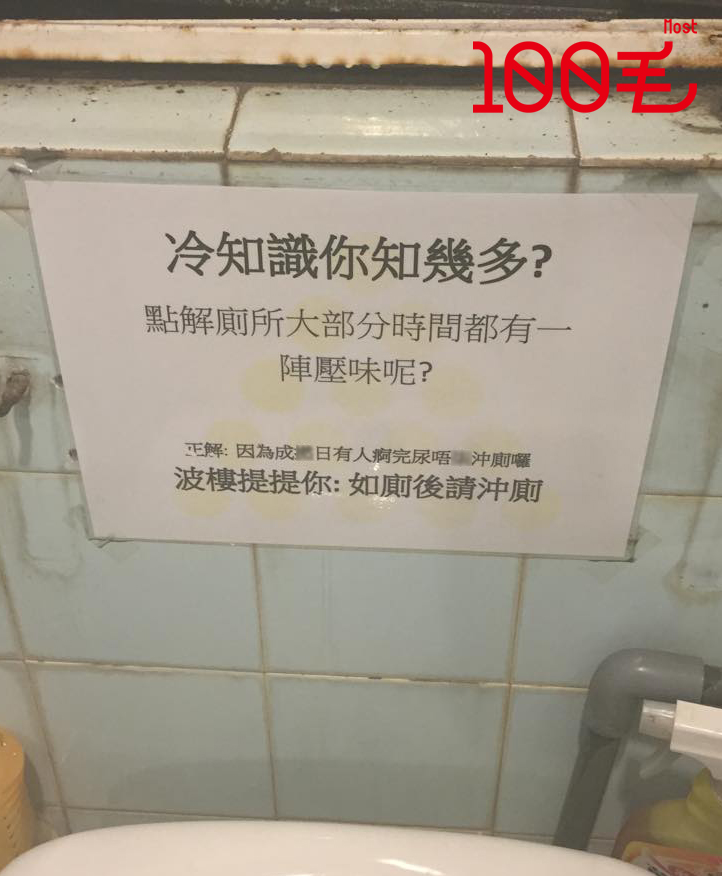 Most
100毛
冷知識你知幾多?
點解廁所大部分時間都有一
陣壓味呢?
正解: 因為成日有人痾完尿唔沖廁囉
波樓提提你: 如廁後請沖廁